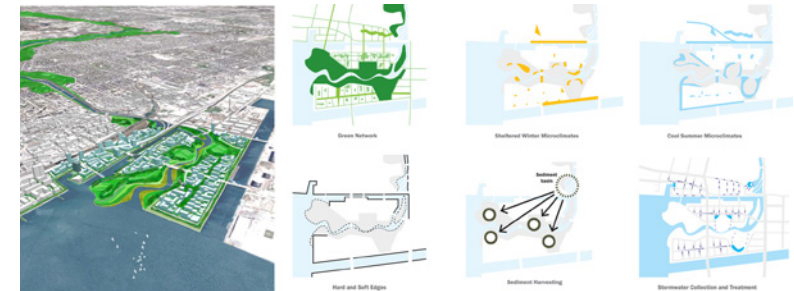 Green Network
Sheltered Winter Microclimates
Cool Summer Microclimates
Sediment
basin
Hard and Soft Edges
Sediment Harvesting
Stormwater Collection and Treatment